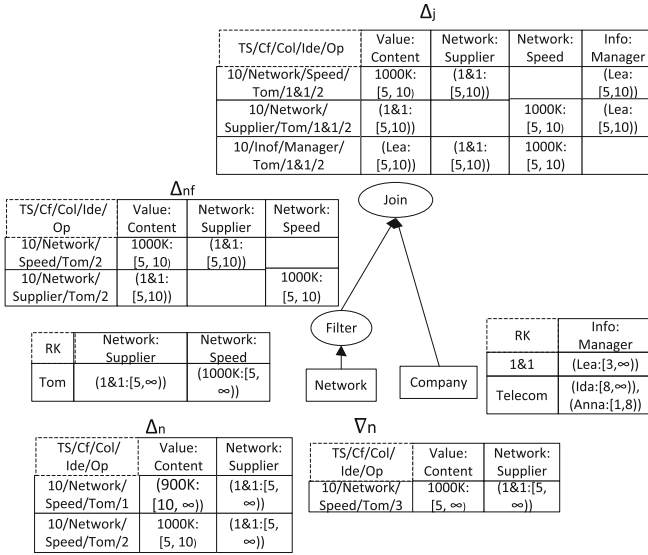 Δj
TS/Cf/Col/Ide/Op
Value:
Content
Network:
Supplier
Network:
Speed
Info:
Manager
10/Network/Speed/
Tom/1&1/2
1000K:
[5, 10)
(1&1:
[5,10))
(Lea:
[5,10))
10/Network/
Supplier/Tom/1&1/2
(1&1:
[5,10))
1000K:
[5, 10)
(Lea:
[5,10))
10/Inof/Manager/
Tom/1&1/2
(Lea:
[5,10))
(1&1:
[5,10))
1000K:
[5, 10)
Δnf
TS/Cf/Col/Ide/
Op
Value:
Content
Network:
Supplier
Network:
Speed
10/Network/
Speed/Tom/2
1000K:
[5, 10)
(1&1:
[5,10))
10/Network/
Supplier/Tom/2
(1&1:
[5,10))
1000K:
[5, 10)
Join
Filter
Network
Company
RK
Network:
Supplier
Network:
Speed
Tom
(1&1:[5,∞))
(1000K:[5,
∞))
RK
Info:
Manager
1&1
(Lea:[3,∞))
Telecom
(Ida:[8,∞)),
(Anna:[1,8))
Δn
TS/Cf/Col/
Ide/Op
Value:
Content
Network:
Supplier
10/Network/
Speed/Tom/1
(900K:
[10, ∞))
(1&1:[5,
∞))
10/Network/
Speed/Tom/2
1000K:
[5, 10)
(1&1:[5,
∞))
∇n
TS/Cf/Col/
Ide/Op
Value:
Content
Network:
Supplier
10/Network/
Speed/Tom/3
1000K:
[5, ∞)
(1&1:[5,
∞))